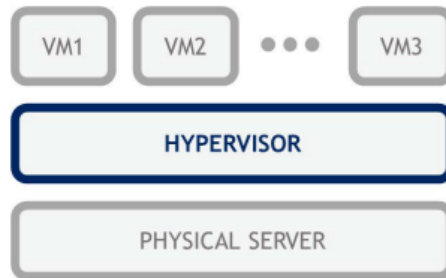 VM1 VM2 ••• VM3
HYPERVISOR
PHYSICAL SERVER